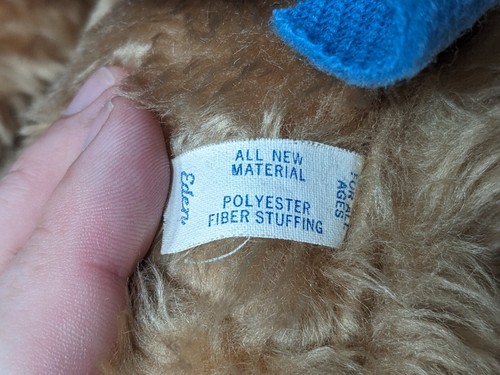 Eden
ALL NEW
MATERIAL
POLYESTER
FIBER STUFFING
FOR ALL
AGES